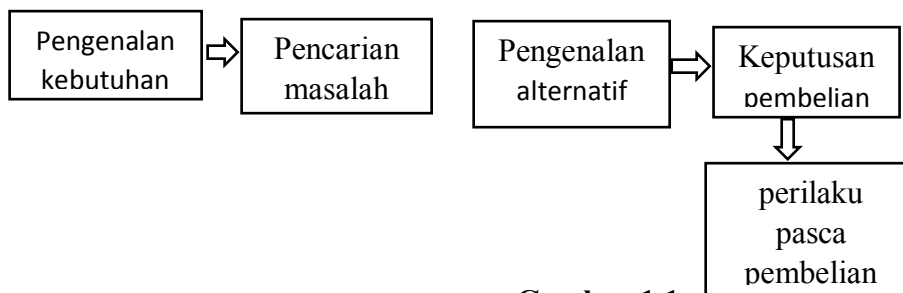 Pengenalan
kebutuhan
Pencarian
masalah
Pengenalan
alternatif
Keputusan
pembelian
perilaku
pasca
pembelian